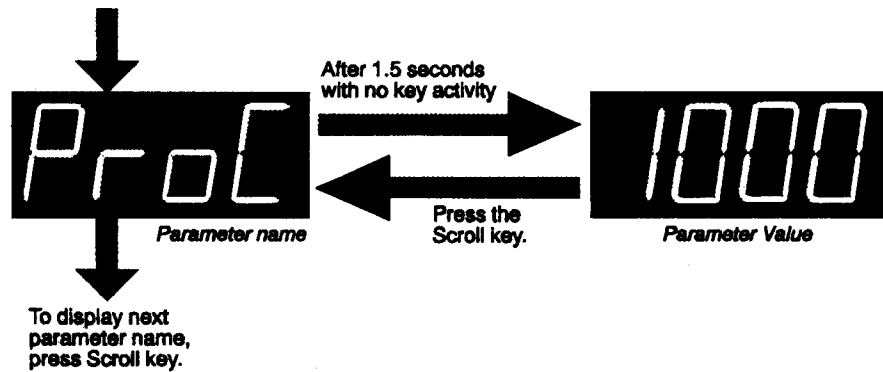 After 1.5 seconds
with no key activity
ProC
1000
Press the
Scroll key.
Parameter name
Parameter Value
To display next
parameter name,
press Scroll key.